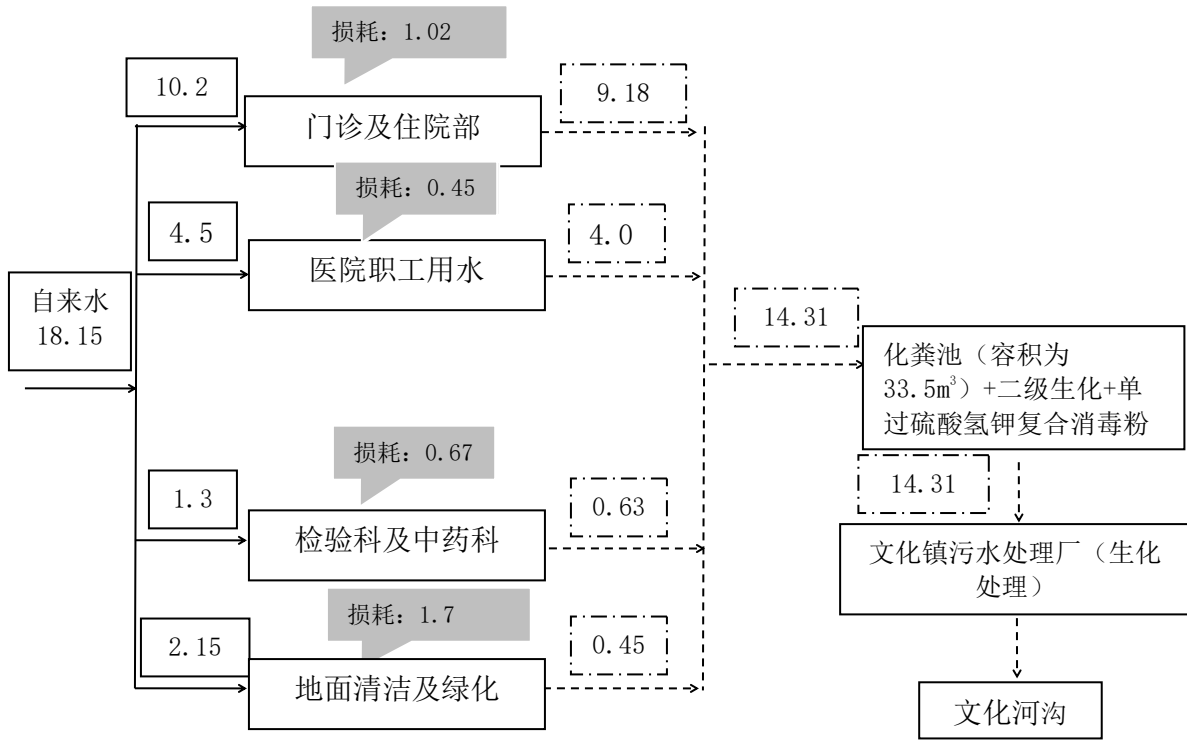 损耗：1.02
10.2
门诊及住院部
9.18
损耗：0.45
4.5
医院职工用水
4.0
自来水
18.15
14.31
化粪池（容积为
33.5m³）+二级生化+单
过硫酸氢钾复合消毒粉
损耗：0.67
1.3
检验科及中药科
0.63
14.31
文化镇污水处理厂（生化
处理）
损耗：1.7
2.15
地面清洁及绿化
0.45
文化河沟